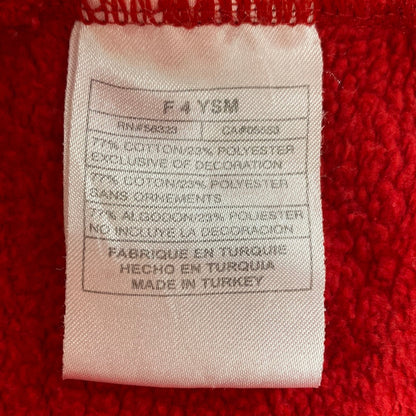 F 4 YSM
RN#56323 CA#05553
77% COTTON/23% POLYESTER
EXCLUSIVE OF DECORATION
77% COTON/23% POLYESTER
SANS ORNEMENTS
77% ALGODON/23% POLIESTER
NO INCLUYE LA DECORACION
FABRIQUE EN TURQUIE
HECHO EN TURQUIA
MADE IN TURKEY